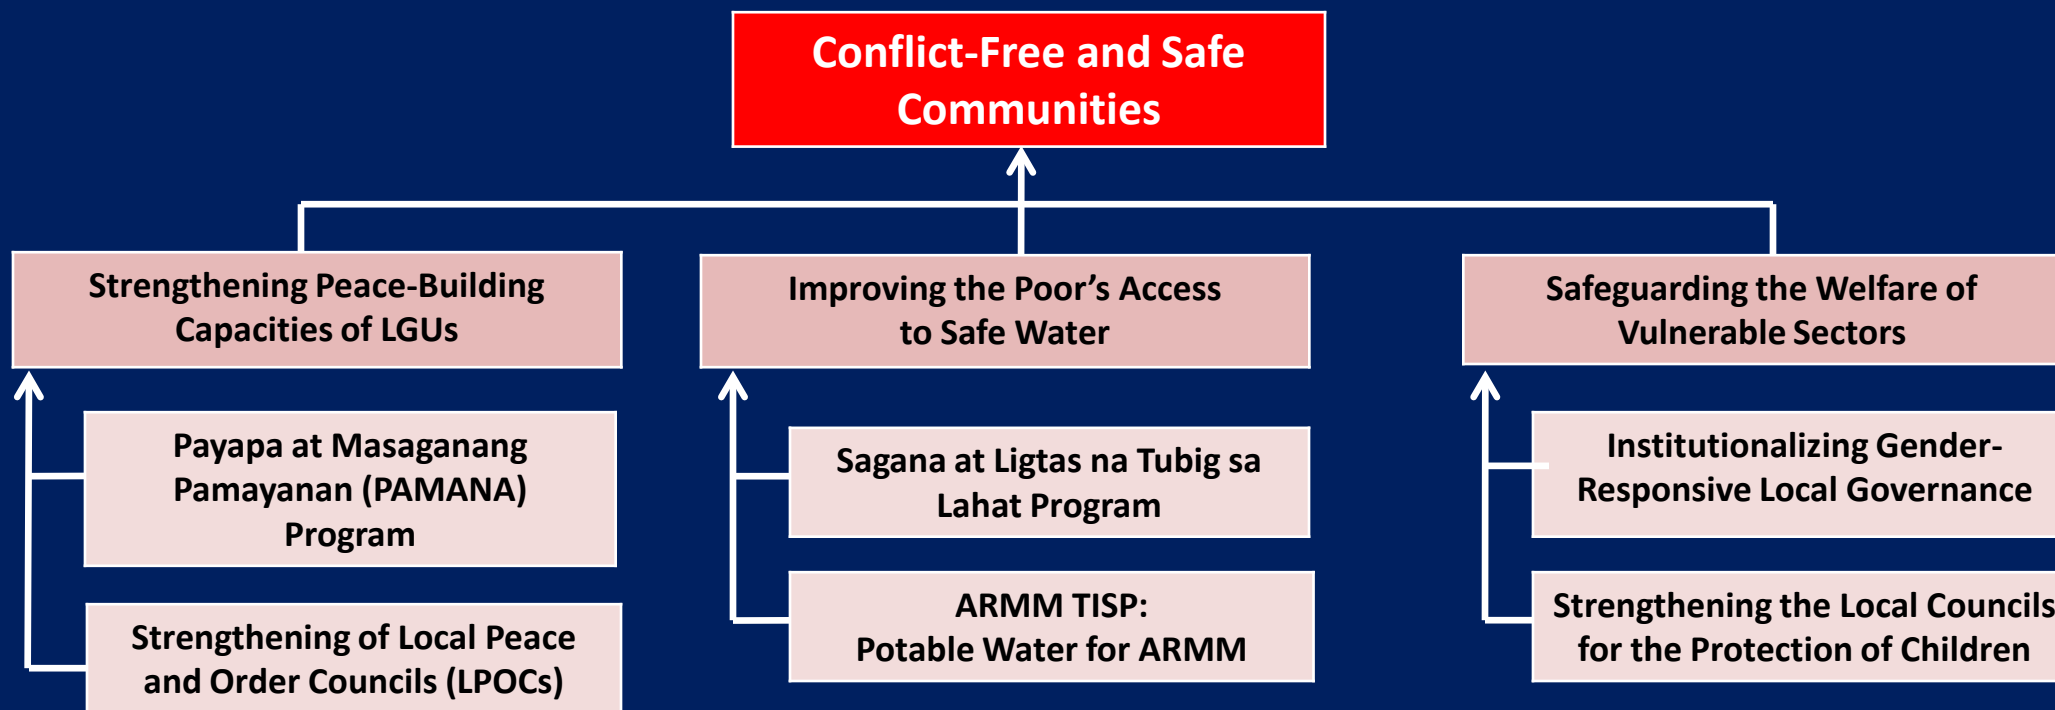 Conflict-Free and Safe
Communities
Strengthening Peace-Building
Capacities of LGUs
Payapa at Masaganang
Pamayanan (PAMANA)
Program
Strengthening of Local Peace
and Order Councils (LPOCs)
Improving the Poor’s Access
to Safe Water
Sagana at Ligtas na Tubig sa
Lahat Program
ARMM TISP:
Potable Water for ARMM
Safeguarding the Welfare of
Vulnerable Sectors
Institutionalizing Gender-
Responsive Local Governance
Strengthening the Local Councils
for the Protection of Children